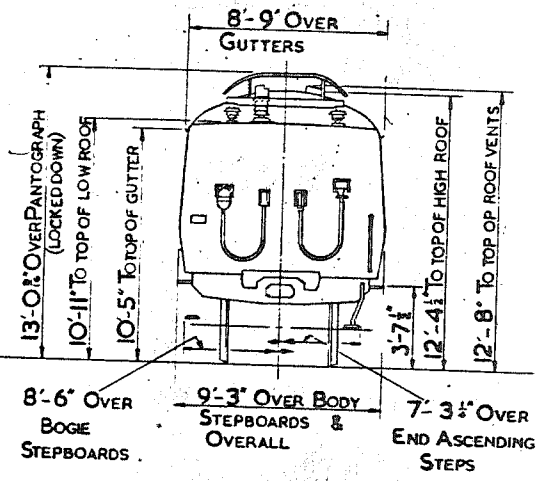 8'-9" OVER
GUTTERS
13'-0¾" OVER PANTOGRAPH
(LOCKED DOWN)
10'-11" TO TOP OF LOW ROOF
10'-5" TO TOP OF GUTTER
3'-7½"
12'-4½" TO TOP OF HIGH ROOF
12'-8" TO TOP OP ROOF VENTS
8'-6" OVER
BOGIE
STEPBOARDS
9'-3" OVER BODY
STEPBOARDS &
OVERALL
7'-3¼" OVER
END ASCENDING
STEPS